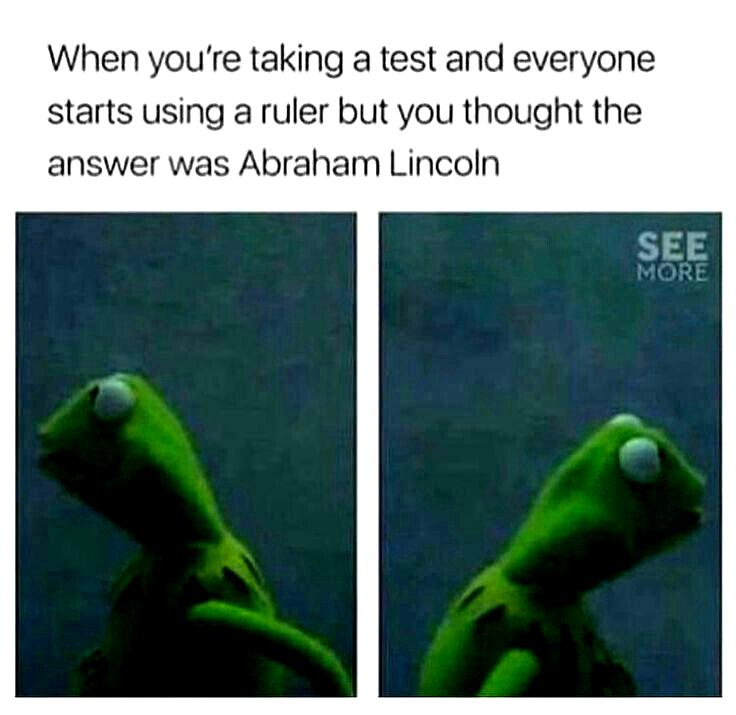 When you're taking a test and everyone
starts using a ruler but you thought the
answer was Abraham Lincoln
SEE
MORE